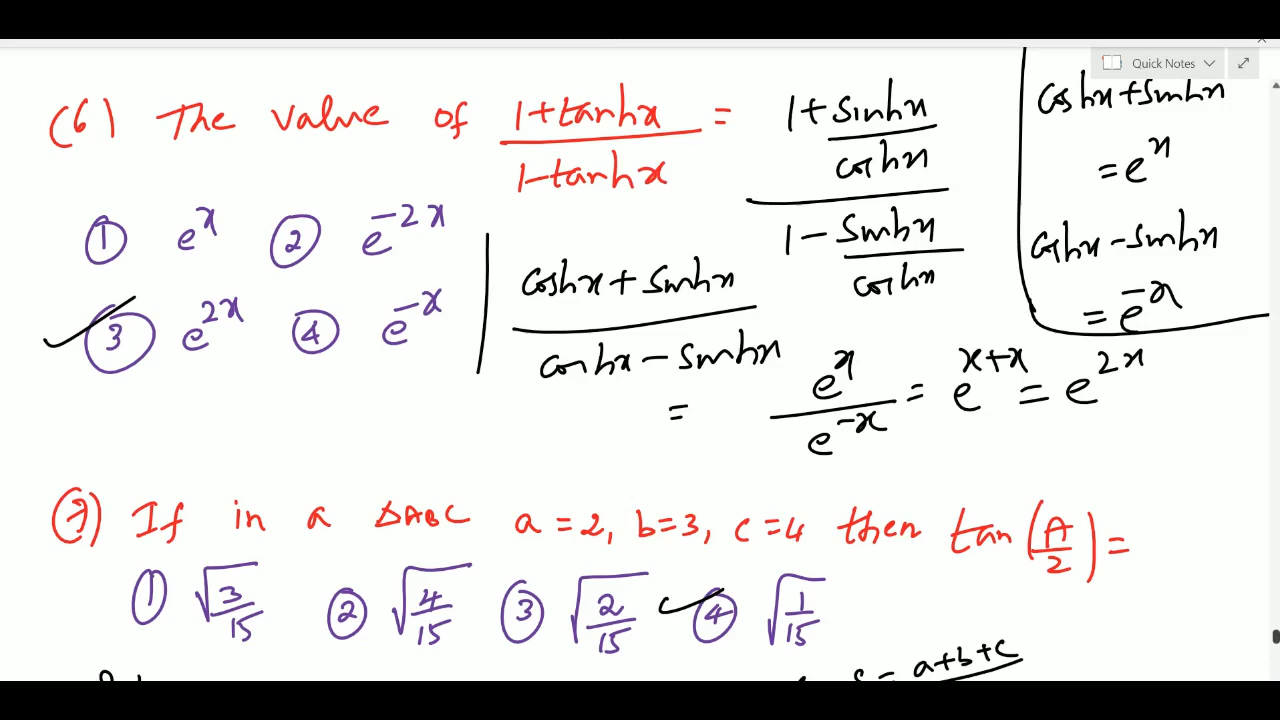 Quick Notes
(6) The value of (1+tanhx)/(1-tanhx) = (1+sinhx/coshx)/(1-sinhx/coshx)
coshx+sinhx
= e^x
coshx-sinhx
= e^-x
① e^x ② e^-2x
③ e^2x ④ e^-x
(coshx+sinhx)/(coshx-sinhx)
= e^x/e^-x = e^x+x = e^2x
(7) If in a ΔABC a=2, b=3, c=4 then tan(A/2) =
① √3/15 ② √4/15 ③ √2/15 ④ √1/15
a+b+c